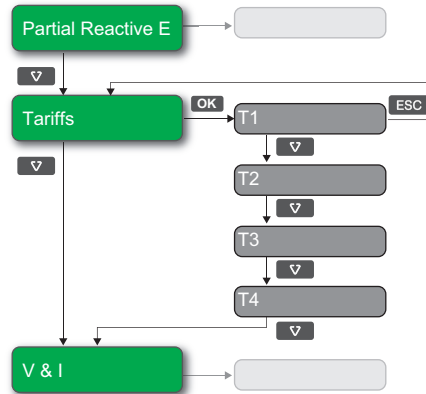 Partial Reactive E
Tariffs
OK
T1
ESC
T2
T3
T4
V & I